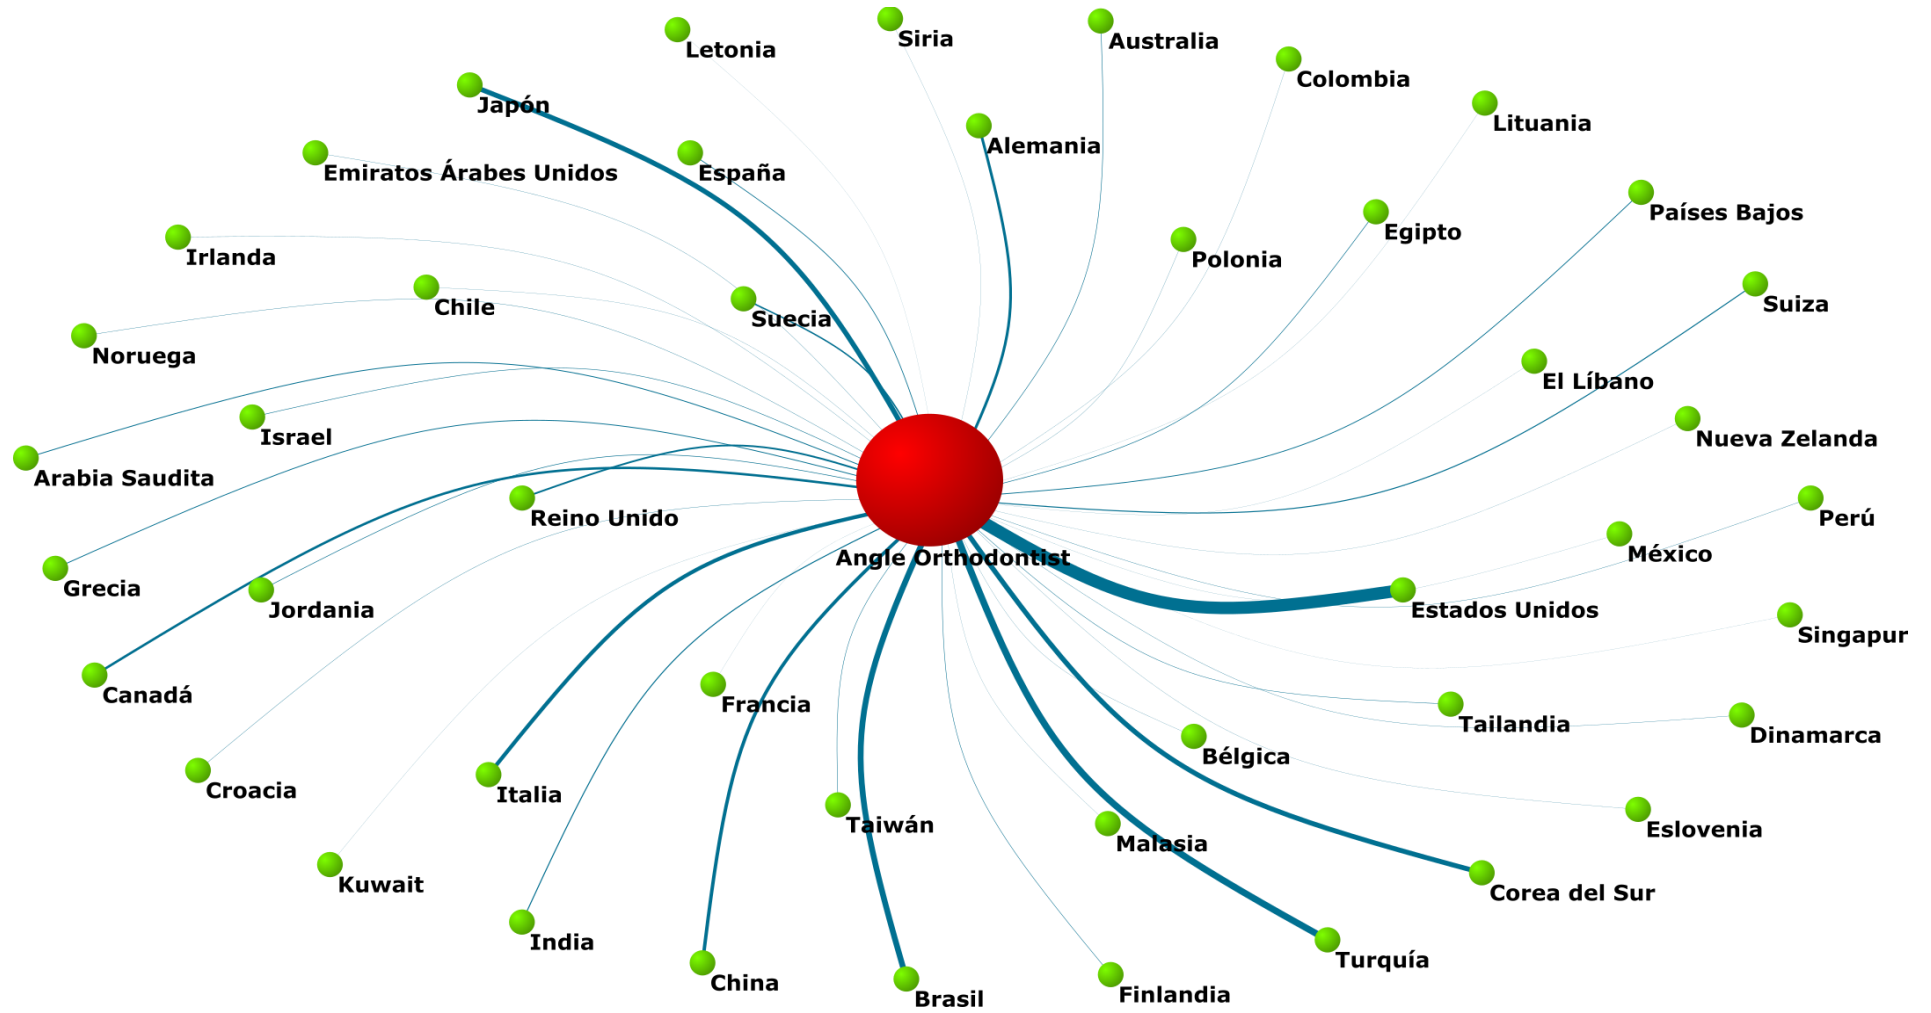 Siria
Australia
Letonia
Colombia
Japón
Lituania
Alemania
España
Emiratos Árabes Unidos
Países Bajos
Egipto
Irlanda
Polonia
Suiza
Chile
Suecia
Noruega
El Líbano
Israel
Nueva Zelanda
Arabia Saudita
Reino Unido
Perú
Angle Orthodontist
México
Grecia
Jordania
Estados Unidos
Singapur
Canadá
Francia
Tailandia
Dinamarca
Bélgica
Croacia
Italia
Taiwán
Eslovenia
Malasia
Kuwait
Corea del Sur
India
Turquía
China
Finlandia
Brasil